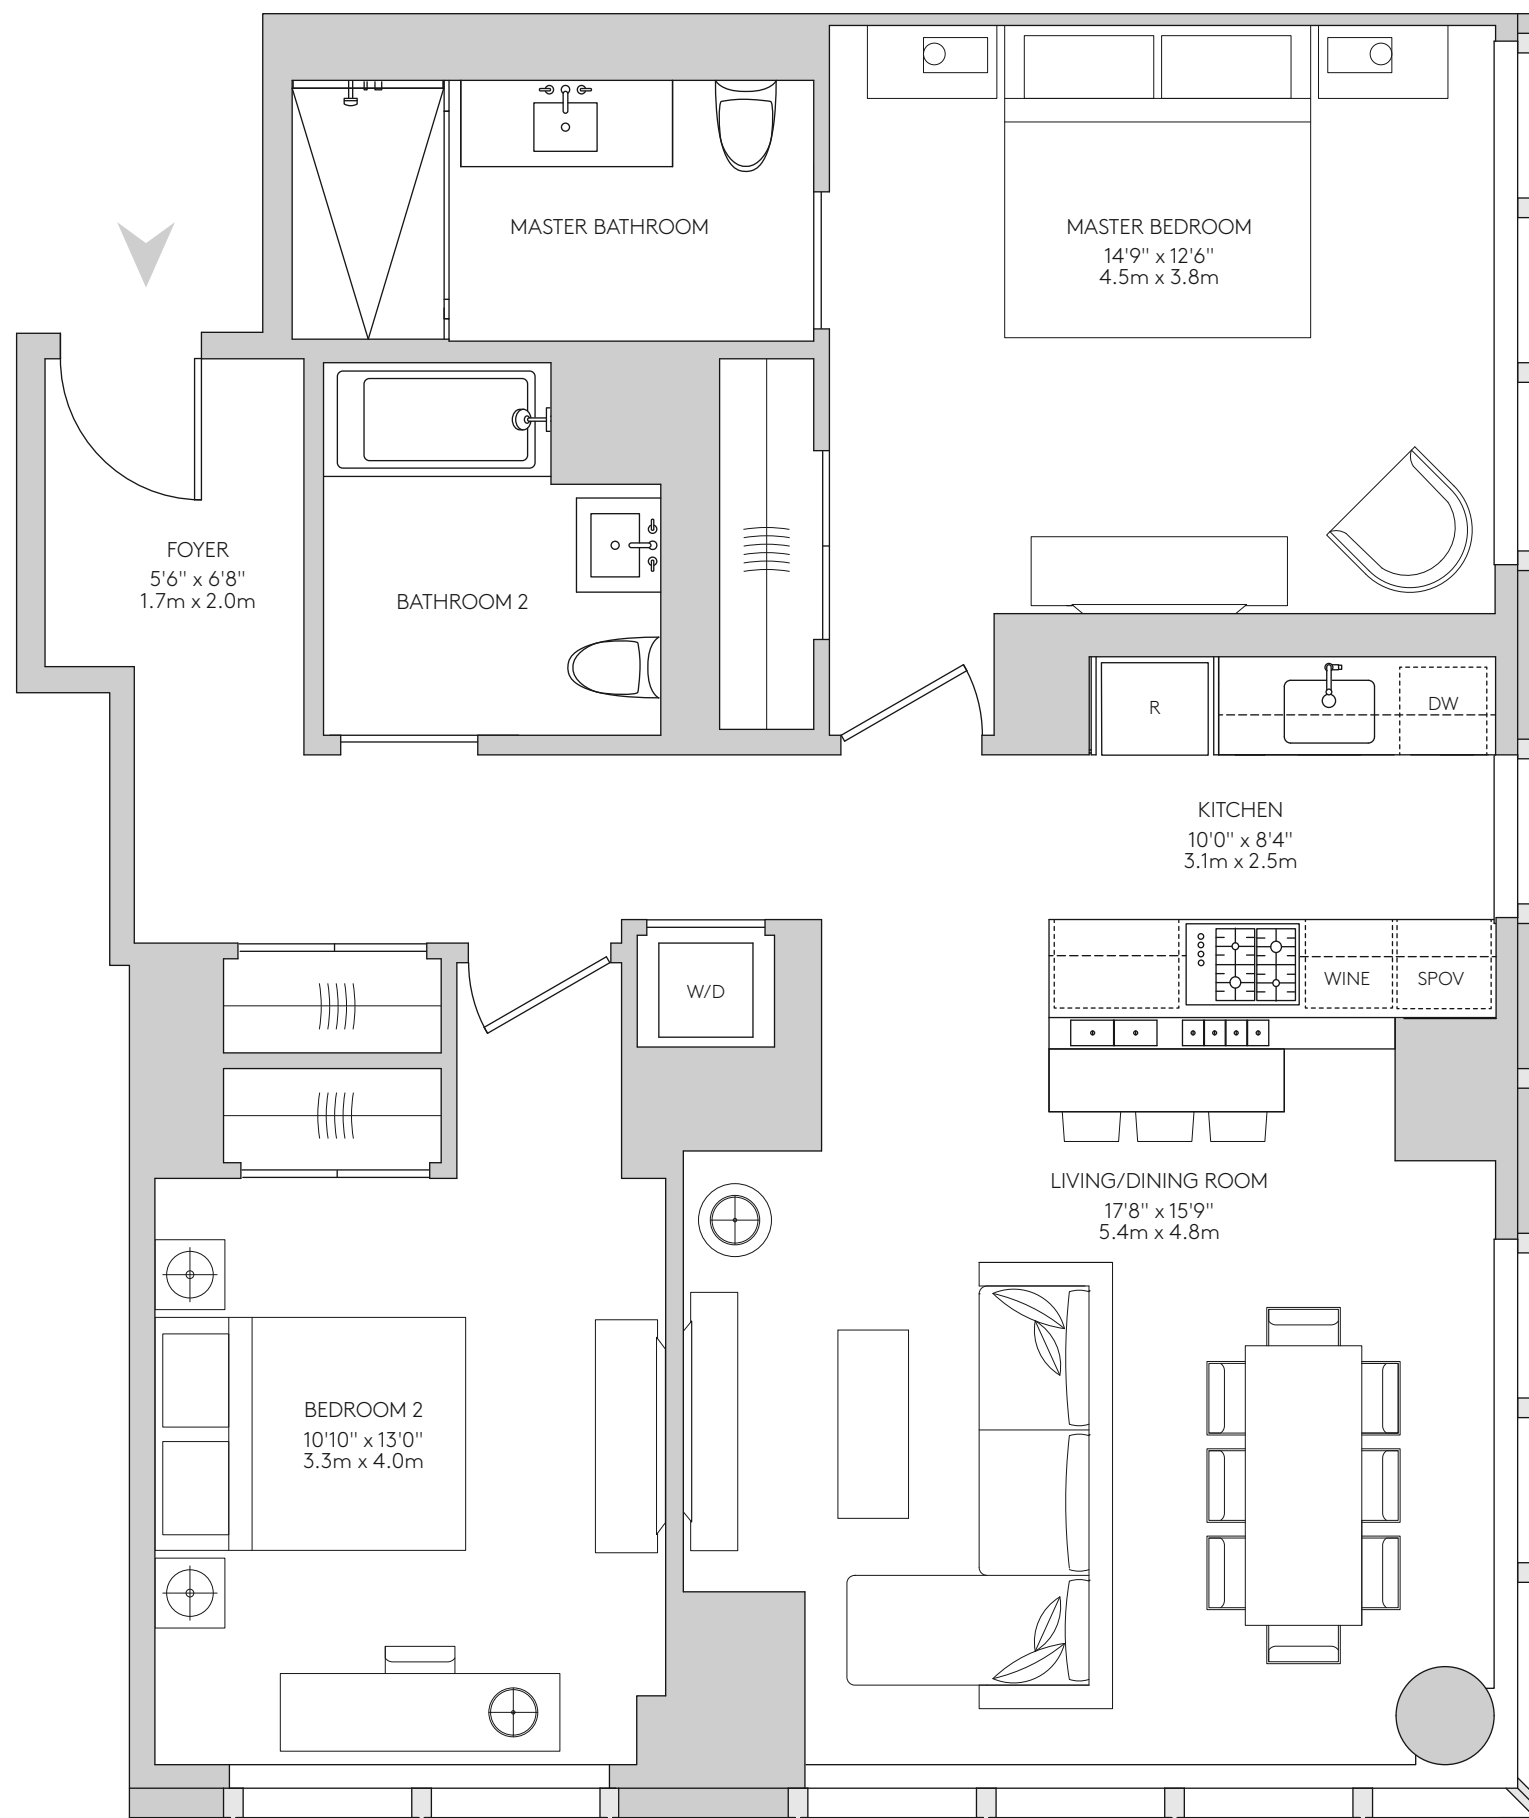 MASTER BATHROOM
MASTER BEDROOM
14'9" x 12'6"
4.5m x 3.8m
FOYER
5'6" x 6'8"
1.7m x 2.0m
BATHROOM 2
R
DW
KITCHEN
10'0" x 8'4"
3.1m x 2.5m
W/D
WINE
SPOV
LIVING/DINING ROOM
17'8" x 15'9"
5.4m x 4.8m
BEDROOM 2
10'10" x 13'0"
3.3m x 4.0m